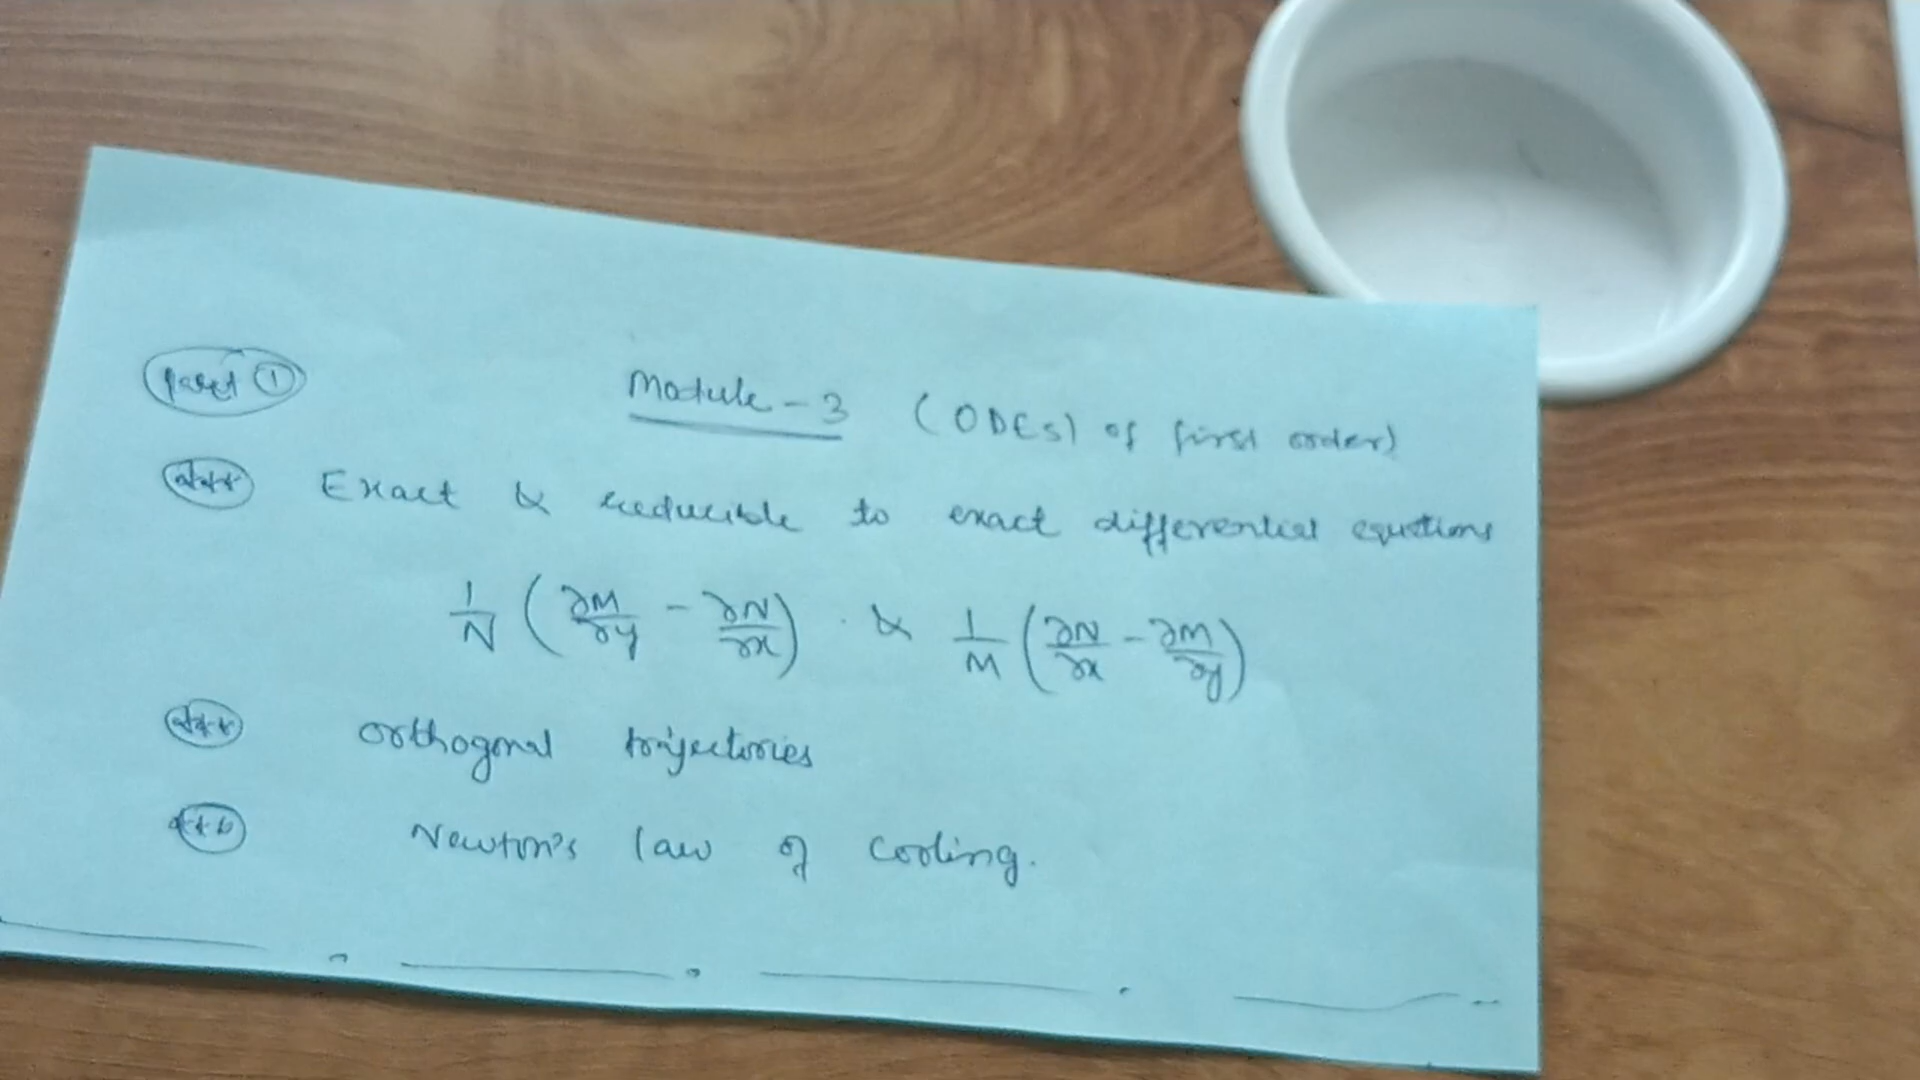 Part ①
Module - 3 (ODEs) of first order)
*** Exact & reducible to exact differential equations
1/N (∂M/∂y - ∂N/∂x) . & 1/M (∂N/∂x - ∂M/∂y)
*** orthogonal trajectories
*** Newton's law of cooling.